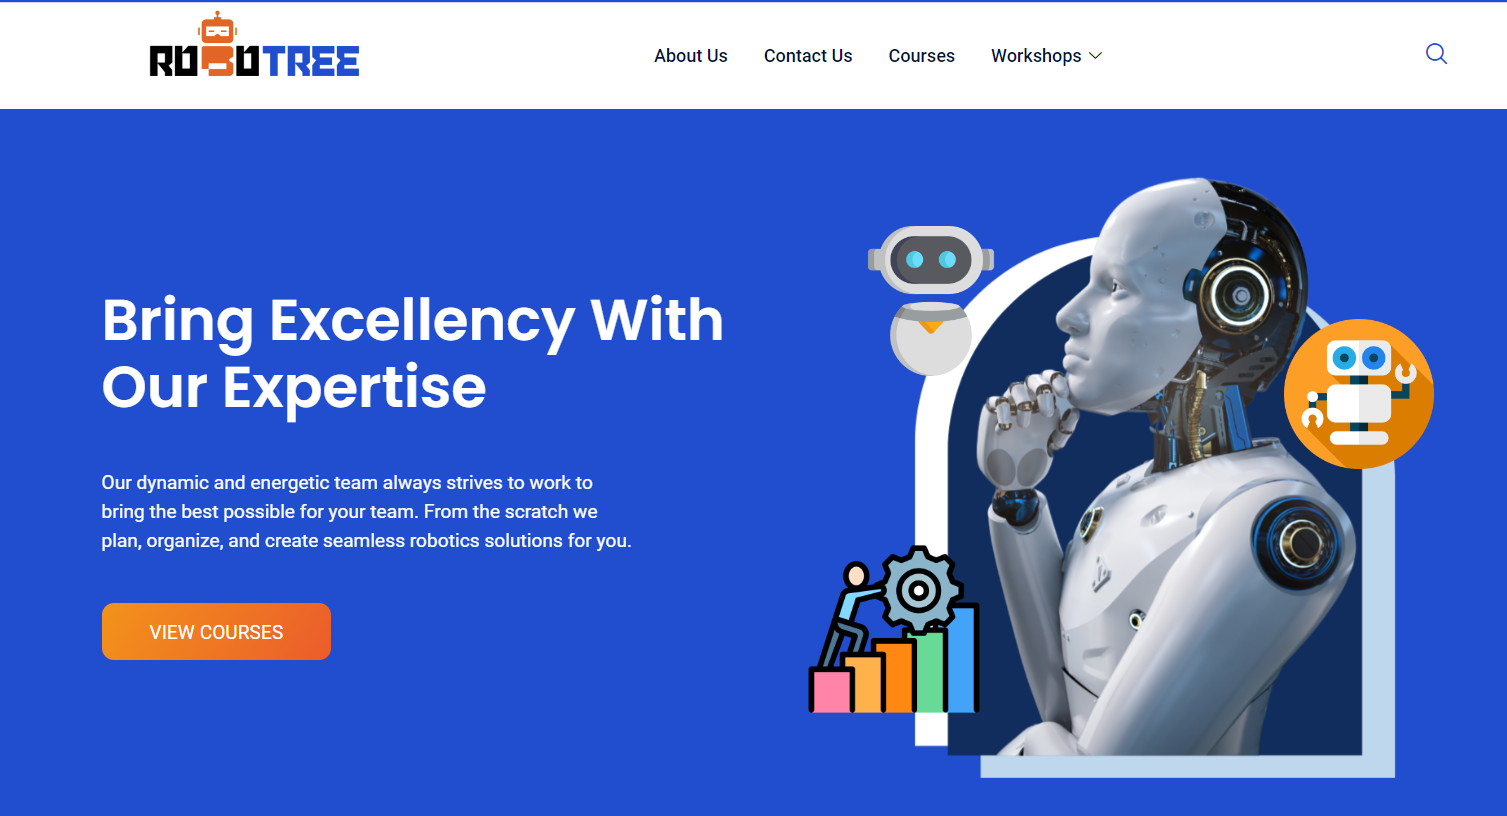 ROBOTREE
About Us
Contact Us
Courses
Workshops
Bring Excellency With
Our Expertise
Our dynamic and energetic team always strives to work to
bring the best possible for your team. From the scratch we
plan, organize, and create seamless robotics solutions for you.
VIEW COURSES